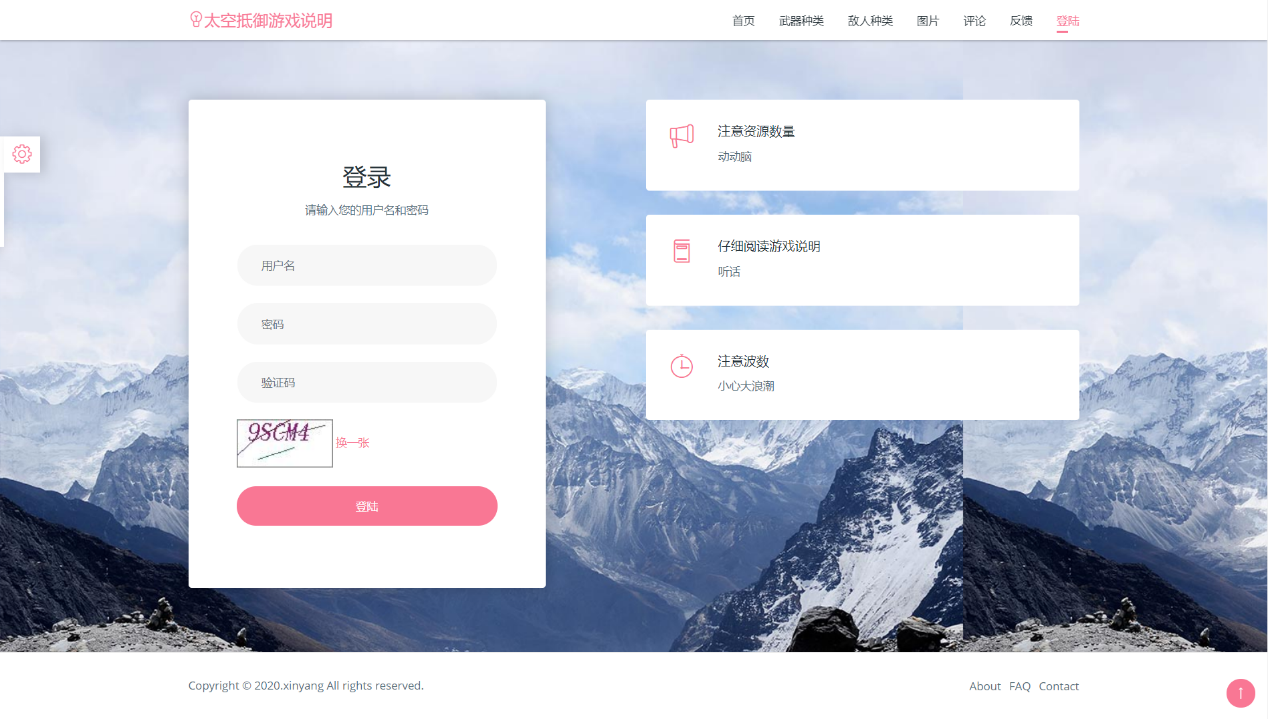 太空抵御游戏说明
首页 武器种类 敌人种类 图片 评论 反馈 登陆
登录
请输入您的用户名和密码
用户名
密码
验证码
9SCM4 换一张
登陆
注意资源数量
动动脑
仔细阅读游戏说明
听话
注意波数
小心大浪潮
Copyright © 2020.xinyang All rights reserved.
About FAQ Contact